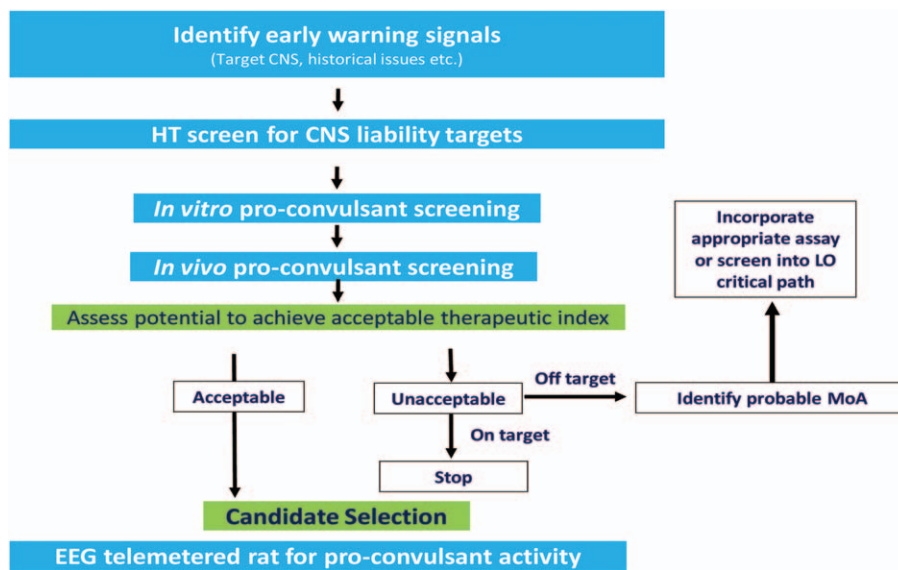 Identify early warning signals
(Target CNS, historical issues etc.)
HT screen for CNS liability targets
In vitro pro-convulsant screening
In vivo pro-convulsant screening
Assess potential to achieve acceptable therapeutic index
Incorporate
appropriate assay
or screen into LO
critical path
Acceptable
Unacceptable
Off target
Identify probable MoA
On target
Stop
Candidate Selection
EEG telemetered rat for pro-convulsant activity